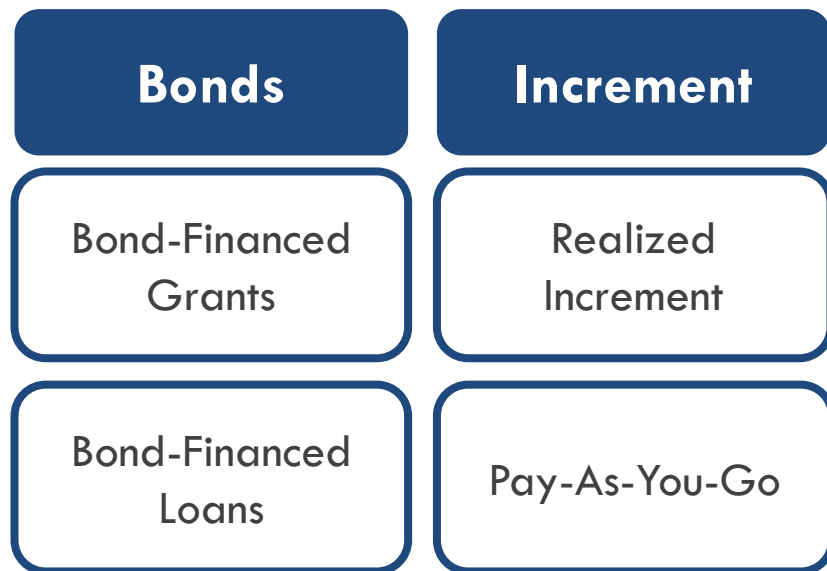 Bonds
Increment
Bond-Financed
Grants
Realized
Increment
Bond-Financed
Loans
Pay-As-You-Go